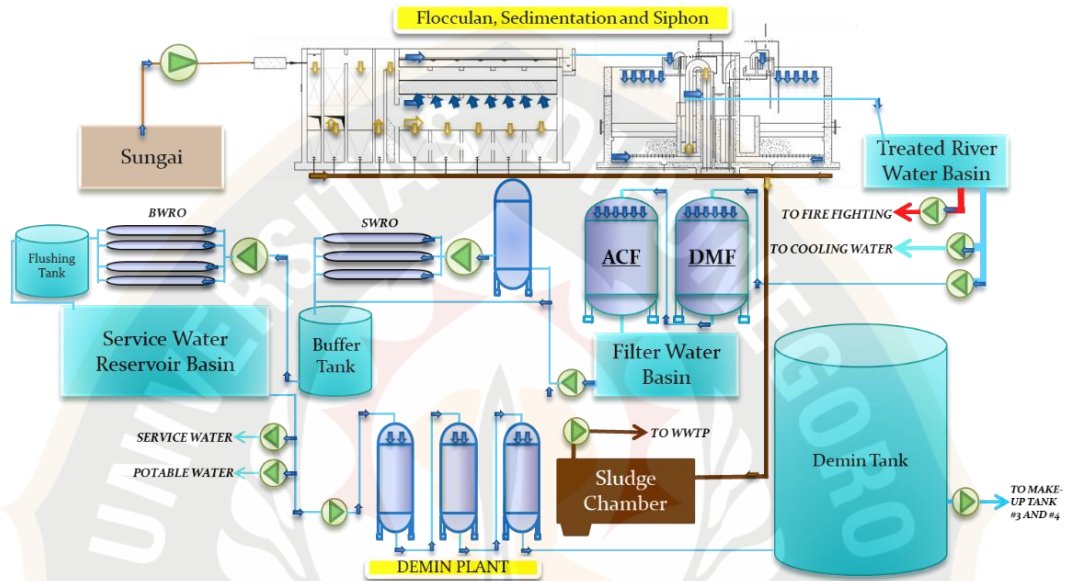 Flocculan, Sedimentation and Siphon
Sungai
Treated River
Water Basin
BWRO
SWRO
TO FIRE FIGHTING
TO COOLING WATER
Flushing
Tank
ACF
DMF
Service Water
Reservoir Basin
Buffer
Tank
Filter Water
Basin
SERVICE WATER
POTABLE WATER
TO WWTP
Sludge
Chamber
Demin Tank
TO MAKE-
UP TANK
#3 AND #4
DEMIN PLANT
UNIVERSITAS DIPONEGORO